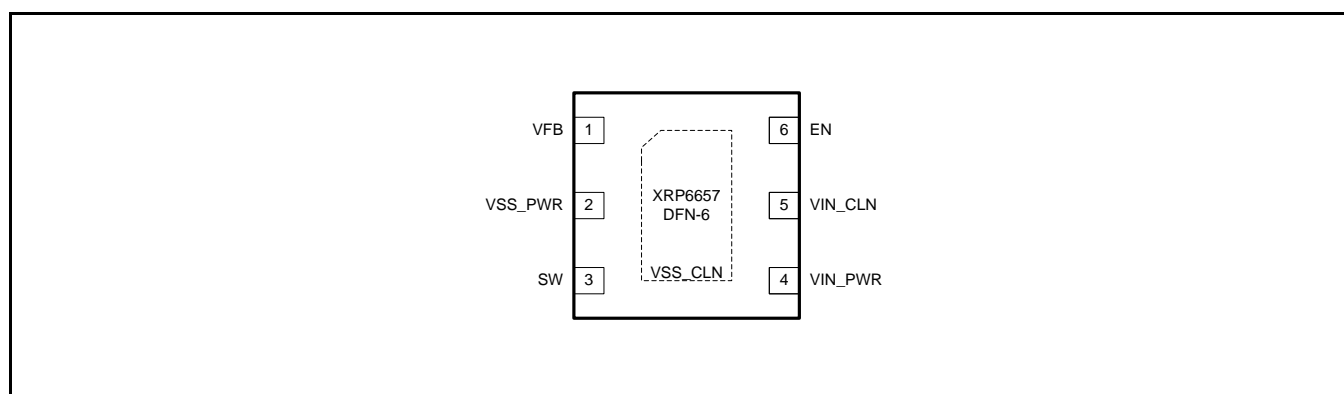 VFB 1
6 EN
XRP6657
DFN-6
VSS_PWR 2
5 VIN_CLN
SW 3
VSS_CLN
4 VIN_PWR